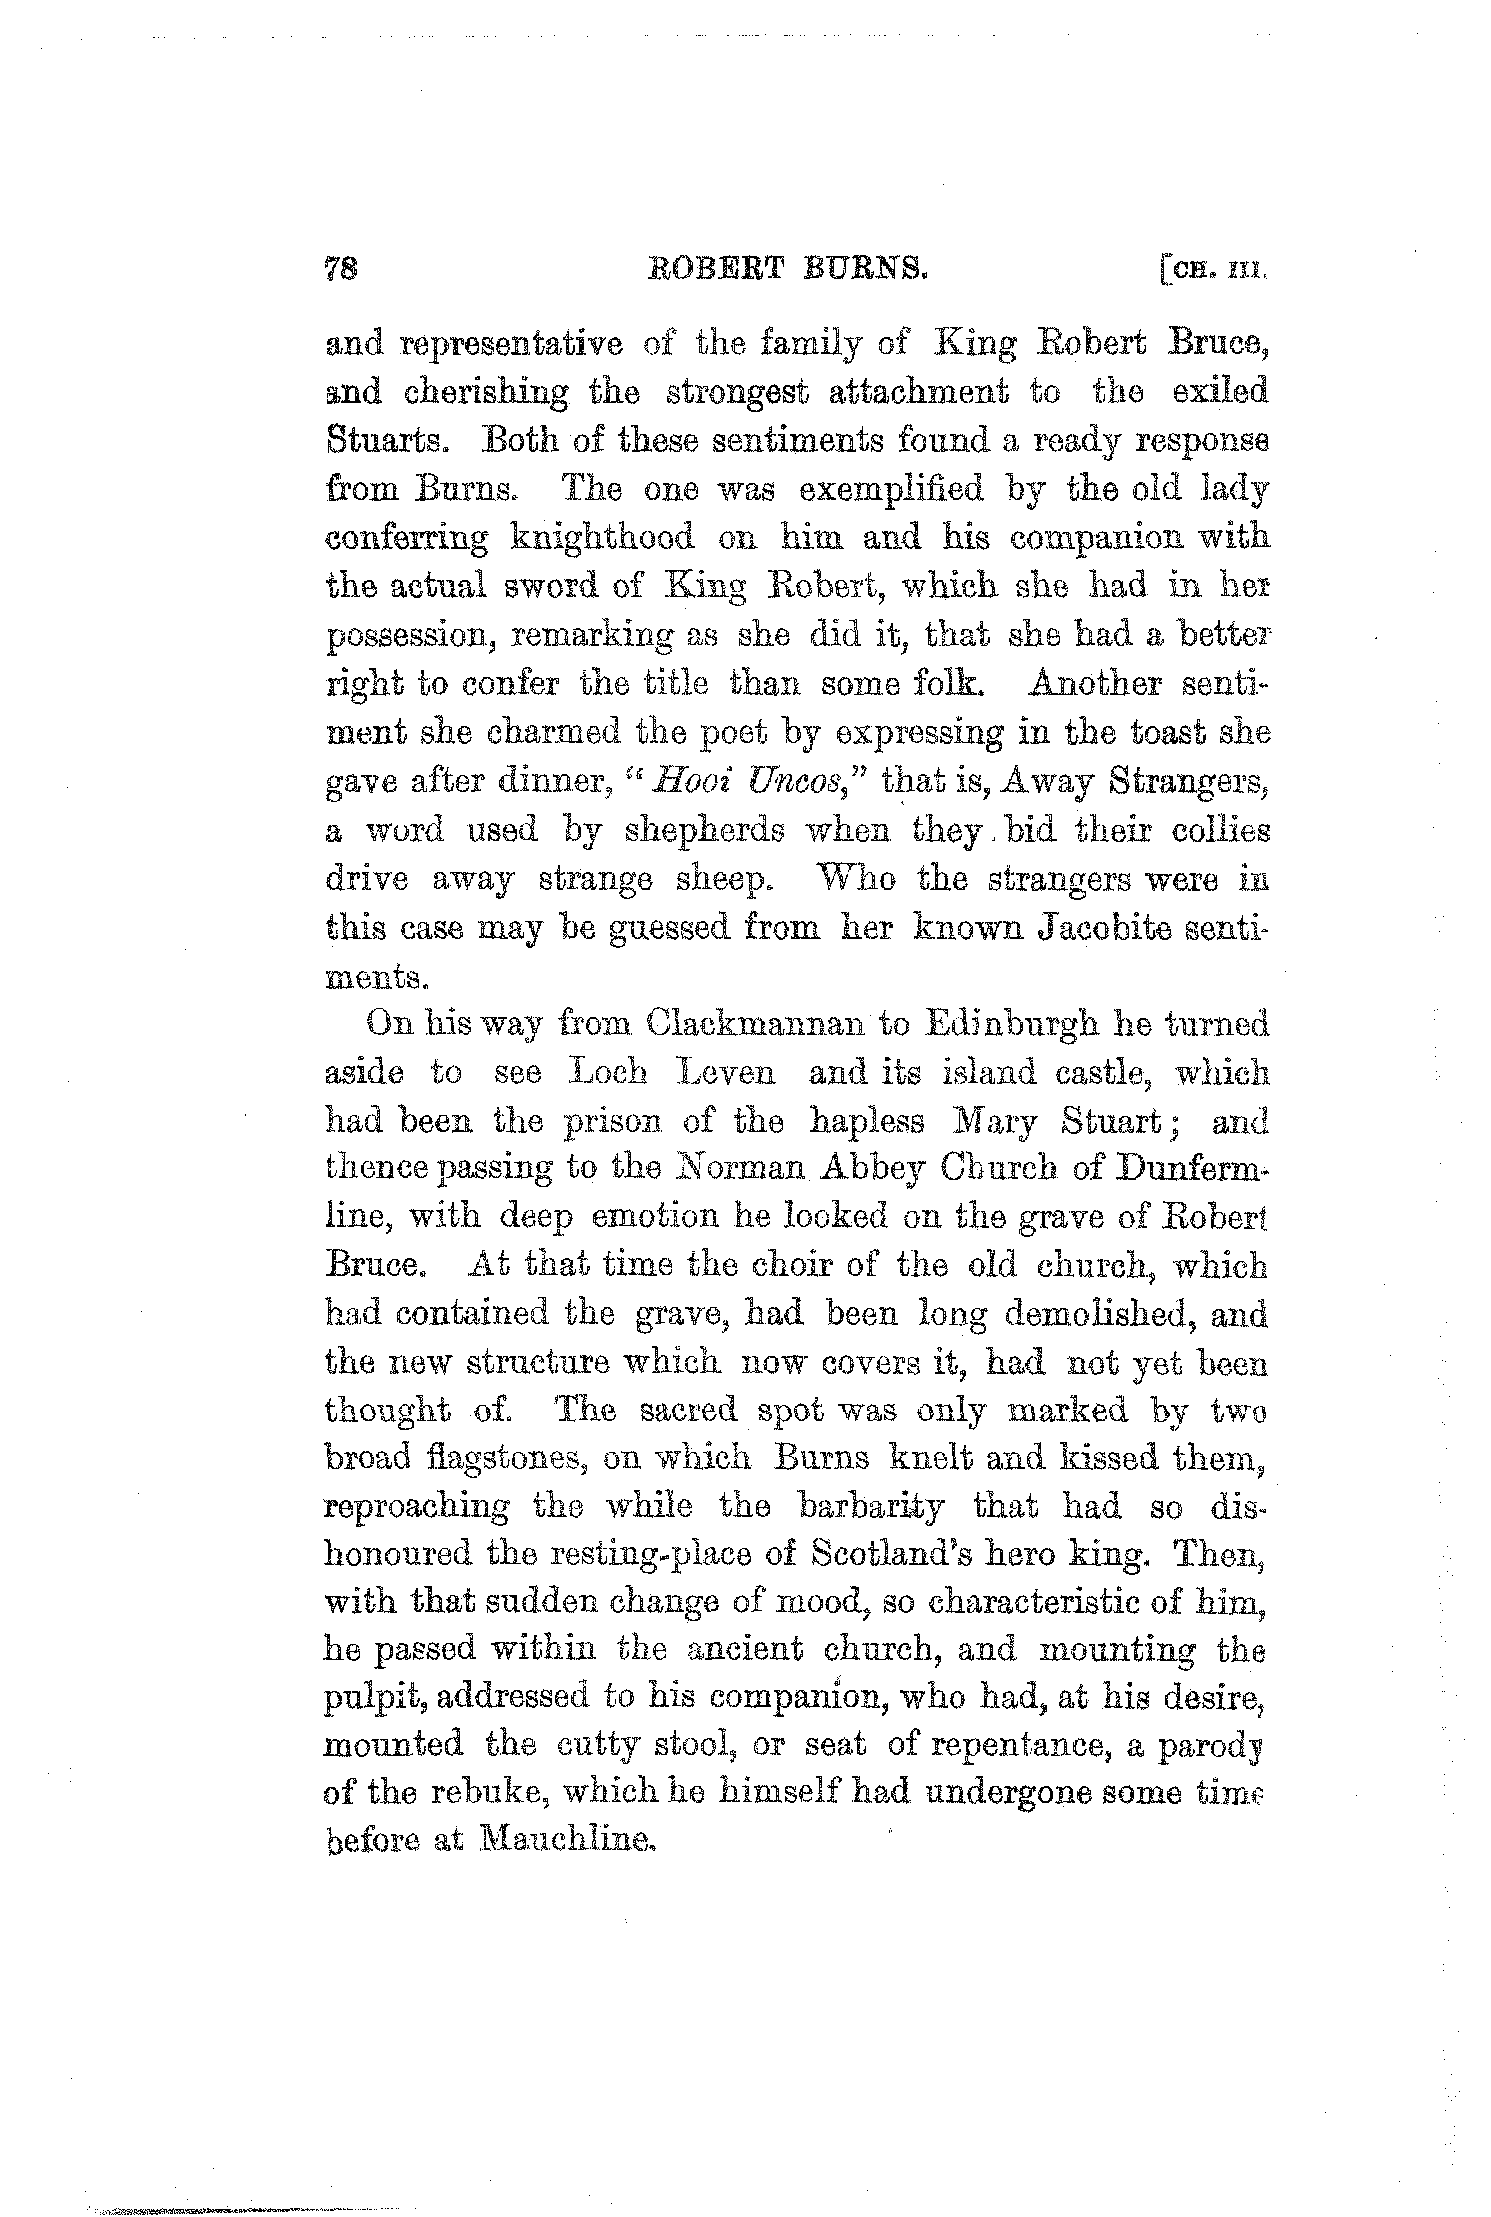 78 ROBERT BURNS. [CH. III.
and representative of the family of King Robert Bruce,
and cherishing the strongest attachment to the exiled
Stuarts. Both of these sentiments found a ready response
from Burns. The one was exemplified by the old lady
conferring knighthood on him and his companion with
the actual sword of King Robert, which she had in her
possession, remarking as she did it, that she had a better
right to confer the title than some folk. Another senti-
ment she charmed the poet by expressing in the toast she
gave after dinner, "Hooi Uncos," that is, Away Strangers,
a word used by shepherds when they bid their collies
drive away strange sheep. Who the strangers were in
this case may be guessed from her known Jacobite senti-
ments.
On his way from Clackmannan to Edinburgh he turned
aside to see Loch Leven and its island castle, which
had been the prison of the hapless Mary Stuart; and
thence passing to the Norman Abbey Church of Dunferm-
line, with deep emotion he looked on the grave of Robert
Bruce. At that time the choir of the old church, which
had contained the grave, had been long demolished, and
the new structure which now covers it, had not yet been
thought of. The sacred spot was only marked by two
broad flagstones, on which Burns knelt and kissed them,
reproaching the while the barbarity that had so dis-
honoured the resting-place of Scotland's hero king. Then,
with that sudden change of mood, so characteristic of him,
he passed within the ancient church, and mounting the
pulpit, addressed to his companion, who had, at his desire,
mounted the cutty stool, or seat of repentance, a parody
of the rebuke, which he himself had undergone some time
before at Mauchline.